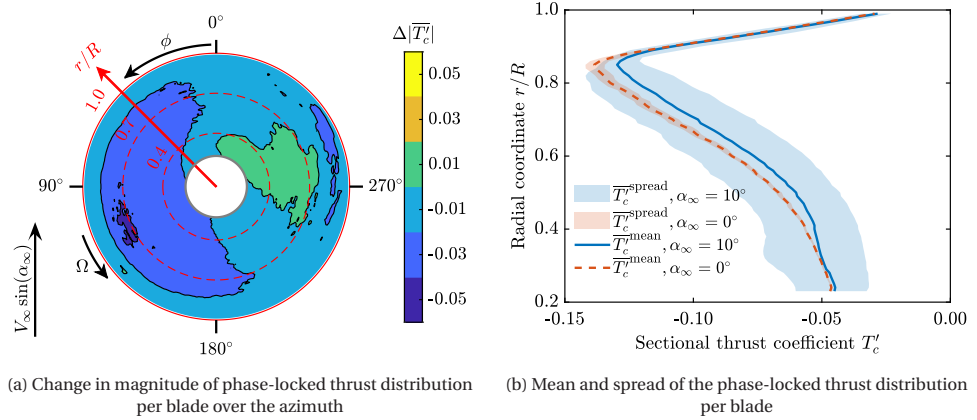 (a)
0°
ϕ
r/R
1.0
0.7
0.4
90°
270°
180°
Ω
V∞ sin(α∞)
Δ|T̅′c|
0.05
0.03
0.01
-0.01
-0.03
-0.05
(b)
1.0
0.8
0.6
0.4
0.2
Radial coordinate r/R
T̅′c^spread, α∞ = 10°
T̅′c^spread, α∞ = 0°
T̅′c^mean, α∞ = 10°
T̅′c^mean, α∞ = 0°
-0.15 -0.10 -0.05 0.00
Sectional thrust coefficient T′c
(a) Change in magnitude of phase-locked thrust distribution
per blade over the azimuth
(b) Mean and spread of the phase-locked thrust distribution
per blade